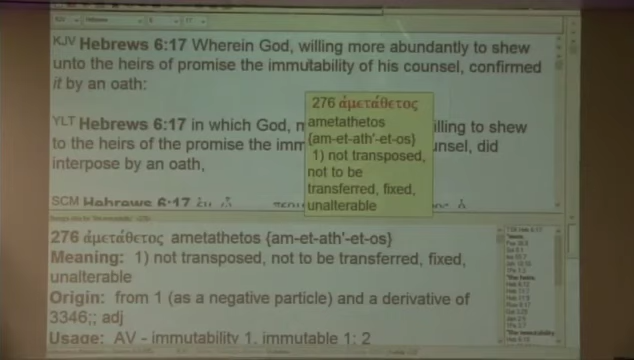 KJV Hebrews 6 17
KJV Hebrews 6:17 Wherein God, willing more abundantly to shew
unto the heirs of promise the immutability of his counsel, confirmed
it by an oath:
YLT Hebrews 6:17 in which God, m illing to shew
to the heirs of the promise the imm unsel, did
interpose by an oath,
SCM Hebrews 6:17
276 ἀμετάθετος
ametathetos
{am-et-ath'-et-os}
1) not transposed,
not to be
transferred, fixed,
unalterable
276 ἀμετάθετος ametathetos {am-et-ath'-et-os}
Meaning: 1) not transposed, not to be transferred, fixed,
unalterable
Origin: from 1 (as a negative particle) and a derivative of
3346;; adj
Usage: AV - immutability 1, immutable 1; 2